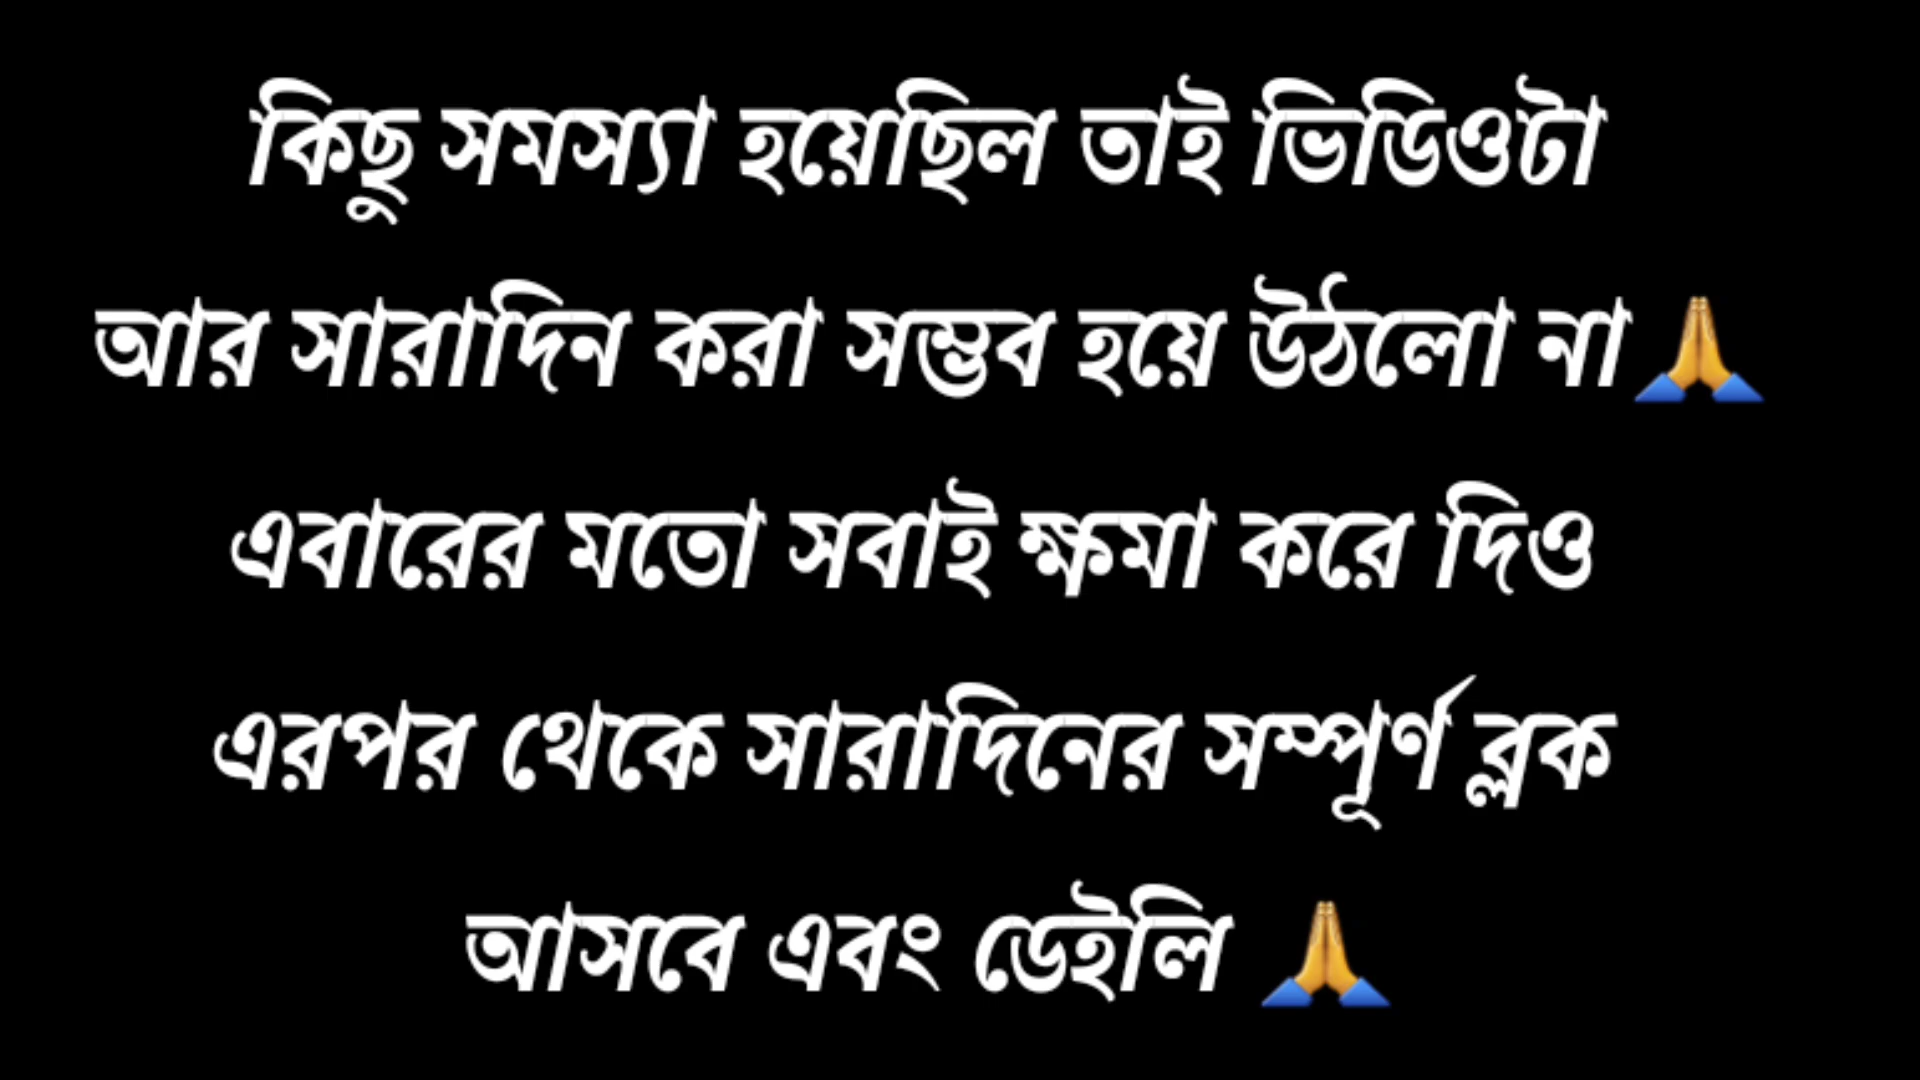 কিছু সমস্যা হয়েছিল তাই ভিডিওটা
আর সারাদিন করা সম্ভব হয়ে উঠলো না🙏
এবারের মতো সবাই ক্ষমা করে দিও
এরপর থেকে সারাদিনের সম্পূর্ণ ব্লক
আসবে এবং ডেইলি 🙏